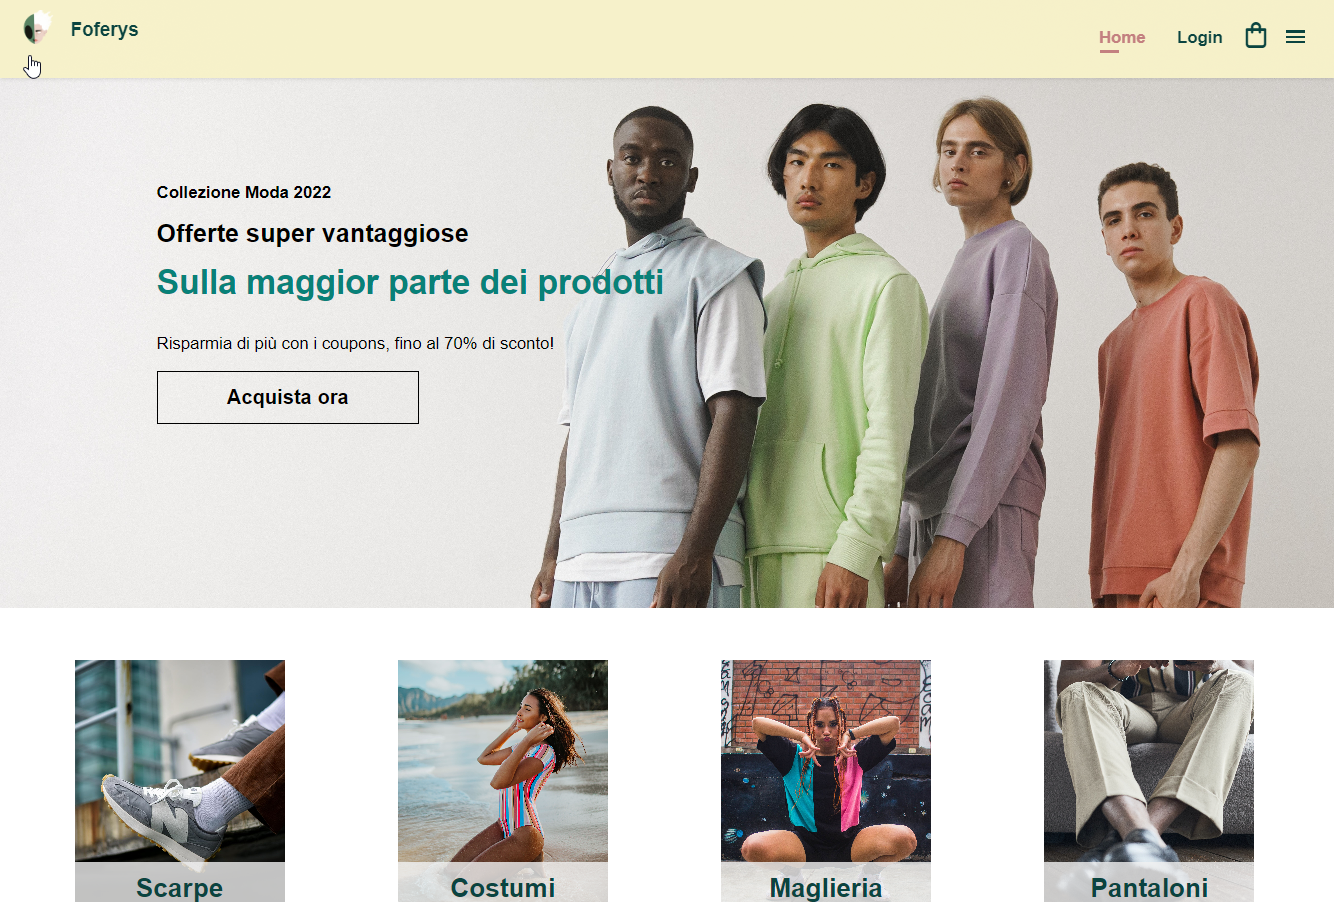 Foferys
Home
Login
Collezione Moda 2022
Offerte super vantaggiose
Sulla maggior parte dei prodotti
Risparmia di più con i coupons, fino al 70% di sconto!
Acquista ora
Scarpe
Costumi
Maglieria
Pantaloni